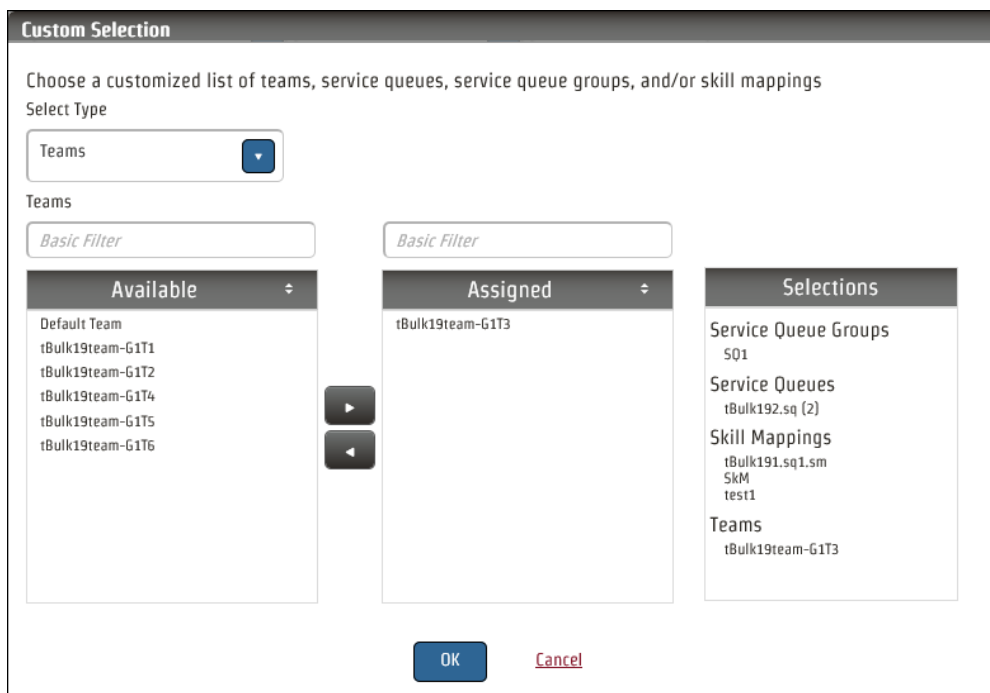 Custom Selection
Choose a customized list of teams, service queues, service queue groups, and/or skill mappings
Select Type
Teams
Teams
Basic Filter
Basic Filter
Available
Default Team
tBulk19team-G1T1
tBulk19team-G1T2
tBulk19team-G1T4
tBulk19team-G1T5
tBulk19team-G1T6
Assigned
tBulk19team-G1T3
Selections
Service Queue Groups
SQ1
Service Queues
tBulk192.sq (2)
Skill Mappings
tBulk191.sq1.sm
SkM
test1
Teams
tBulk19team-G1T3
OK
Cancel